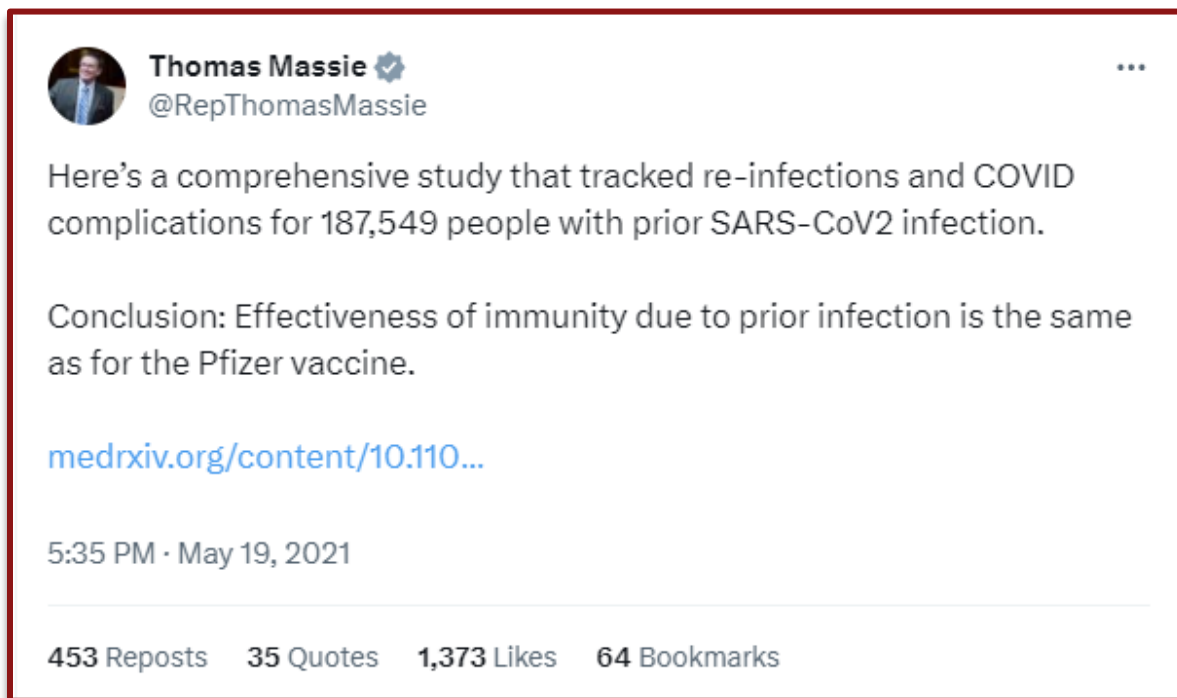 Thomas Massie
@RepThomasMassie
Here’s a comprehensive study that tracked re-infections and COVID
complications for 187,549 people with prior SARS-CoV2 infection.
Conclusion: Effectiveness of immunity due to prior infection is the same
as for the Pfizer vaccine.
medrxiv.org/content/10.110...
5:35 PM · May 19, 2021
453 Reposts 35 Quotes 1,373 Likes 64 Bookmarks